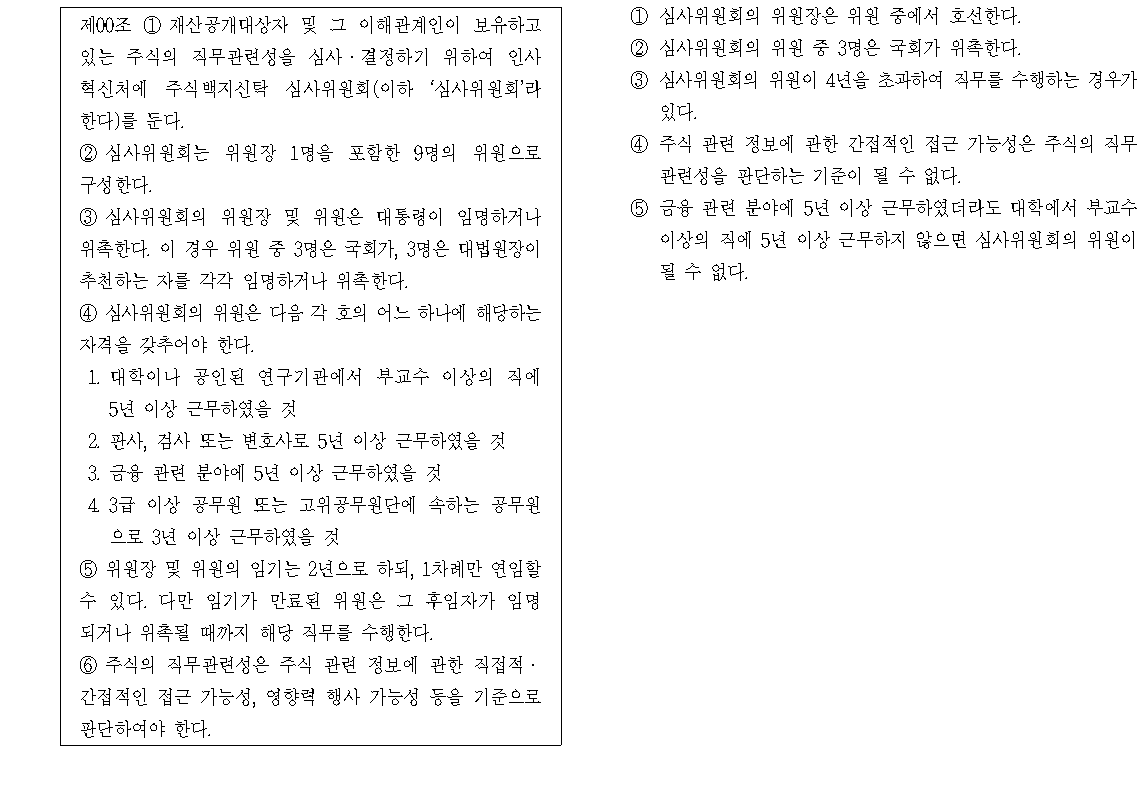 제00조 ① 재산공개대상자 및 그 이해관계인이 보유하고
있는 주식의 직무관련성을 심사·결정하기 위하여 인사
혁신처에 주식백지신탁 심사위원회(이하 ‘심사위원회’라
한다)를 둔다.
② 심사위원회는 위원장 1명을 포함한 9명의 위원으로
구성한다.
③ 심사위원회의 위원장 및 위원은 대통령이 임명하거나
위촉한다. 이 경우 위원 중 3명은 국회가, 3명은 대법원장이
추천하는 자를 각각 임명하거나 위촉한다.
④ 심사위원회의 위원은 다음 각 호의 어느 하나에 해당하는
자격을 갖추어야 한다.
1. 대학이나 공인된 연구기관에서 부교수 이상의 직에
5년 이상 근무하였을 것
2. 판사, 검사 또는 변호사로 5년 이상 근무하였을 것
3. 금융 관련 분야에 5년 이상 근무하였을 것
4. 3급 이상 공무원 또는 고위공무원단에 속하는 공무원
으로 3년 이상 근무하였을 것
⑤ 위원장 및 위원의 임기는 2년으로 하되, 1차례만 연임할
수 있다. 다만 임기가 만료된 위원은 그 후임자가 임명
되거나 위촉될 때까지 해당 직무를 수행한다.
⑥ 주식의 직무관련성은 주식 관련 정보에 관한 직접적·
간접적인 접근 가능성, 영향력 행사 가능성 등을 기준으로
판단하여야 한다.
① 심사위원회의 위원장은 위원 중에서 호선한다.
② 심사위원회의 위원 중 3명은 국회가 위촉한다.
③ 심사위원회의 위원이 4년을 초과하여 직무를 수행하는 경우가
있다.
④ 주식 관련 정보에 관한 간접적인 접근 가능성은 주식의 직무
관련성을 판단하는 기준이 될 수 없다.
⑤ 금융 관련 분야에 5년 이상 근무하였더라도 대학에서 부교수
이상의 직에 5년 이상 근무하지 않으면 심사위원회의 위원이
될 수 없다.